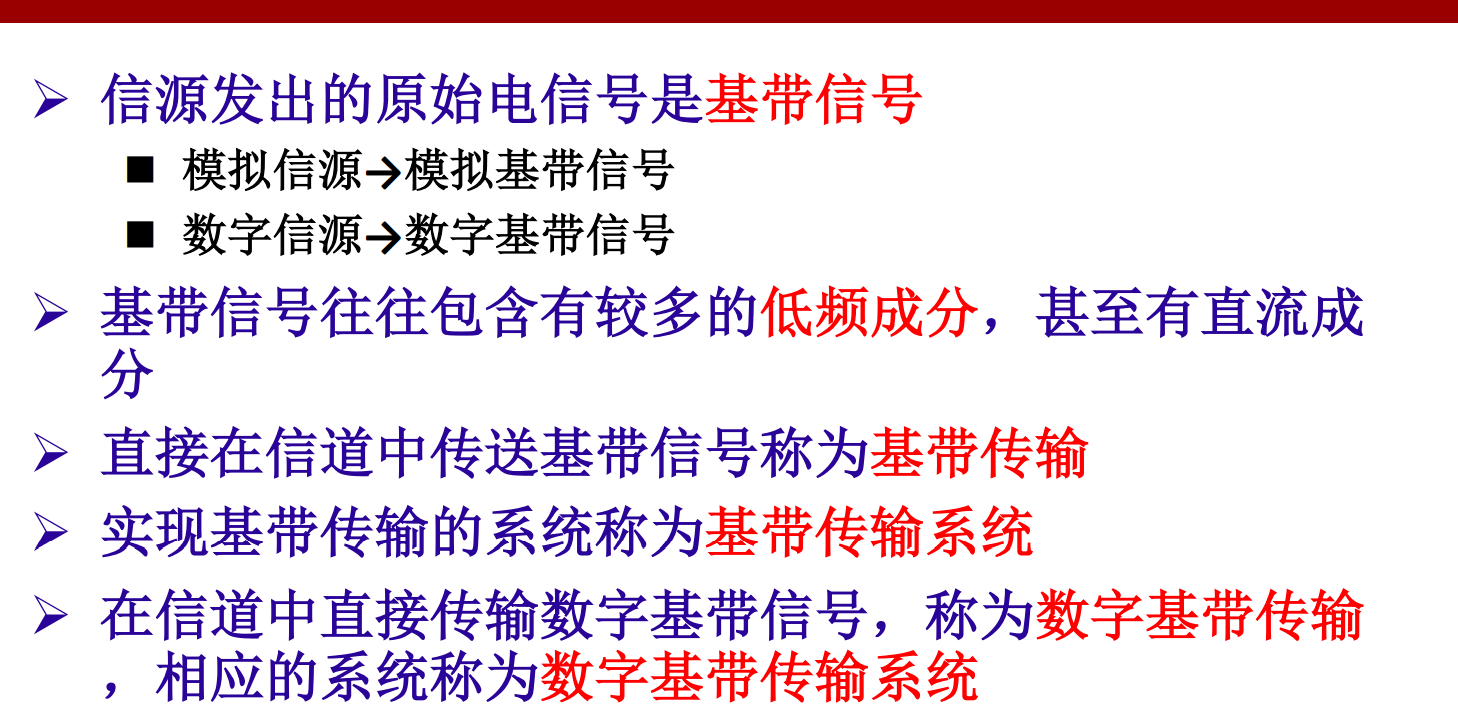 ➢ 信源发出的原始电信号是基带信号
■ 模拟信源→模拟基带信号
■ 数字信源→数字基带信号
➢ 基带信号往往包含有较多的低频成分，甚至有直流成
分
➢ 直接在信道中传送基带信号称为基带传输
➢ 实现基带传输的系统称为基带传输系统
➢ 在信道中直接传输数字基带信号，称为数字基带传输
，相应的系统称为数字基带传输系统